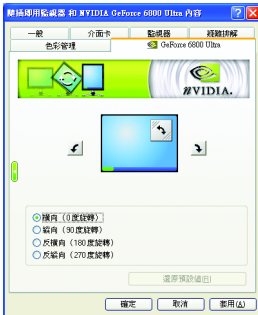 隨插即用監視器 和 NVIDIA GeForce 6800 Ultra 內容
一般 介面卡 監視器 疑難排解
色彩管理 GeForce 6800 Ultra
NVIDIA.
橫向 (0度旋轉)
縱向 (90度旋轉)
反橫向 (180度旋轉)
反縱向 (270度旋轉)
還原預設值(E)
確定 取消 套用(A)